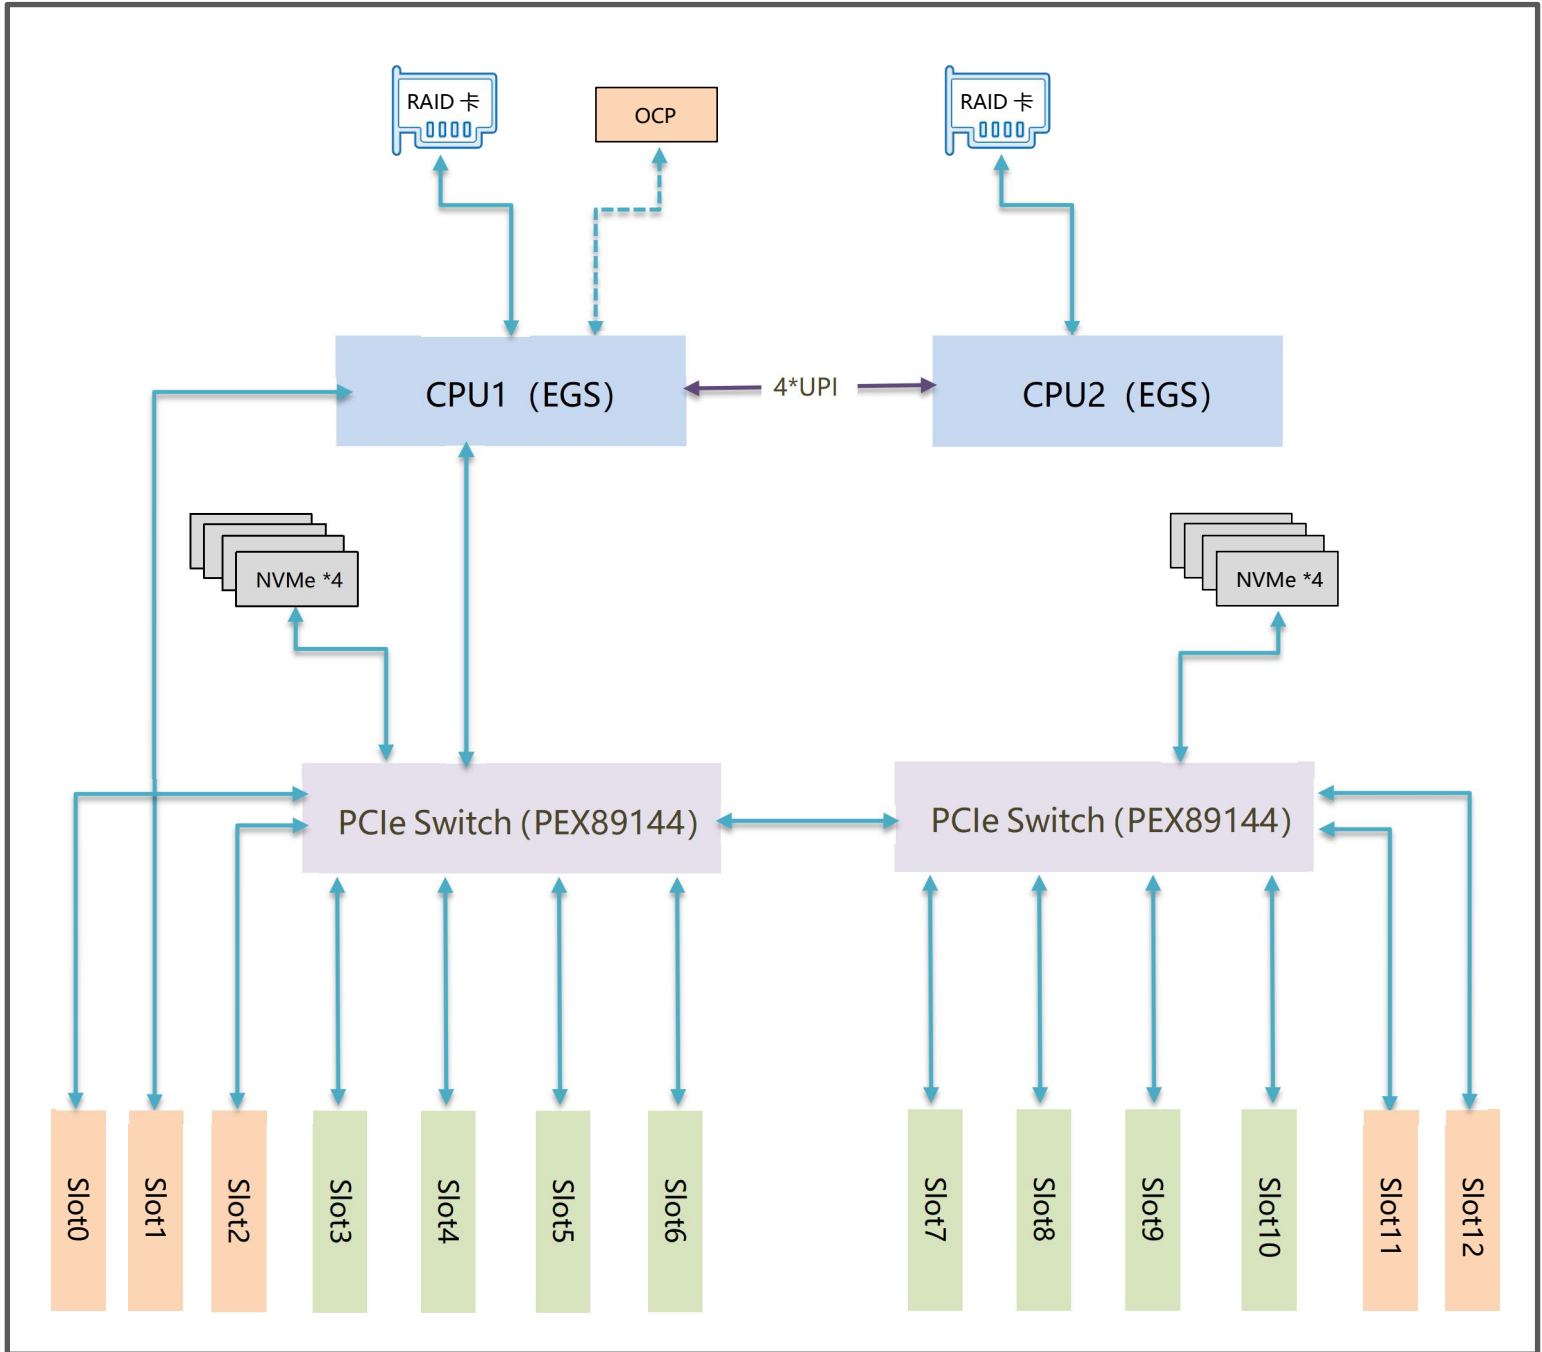 RAID 卡
OCP
RAID 卡
CPU1（EGS）
4*UPI
CPU2（EGS）
NVMe *4
NVMe *4
PCIe Switch（PEX89144）
PCIe Switch（PEX89144）
Slot0
Slot1
Slot2
Slot3
Slot4
Slot5
Slot6
Slot7
Slot8
Slot9
Slot10
Slot11
Slot12